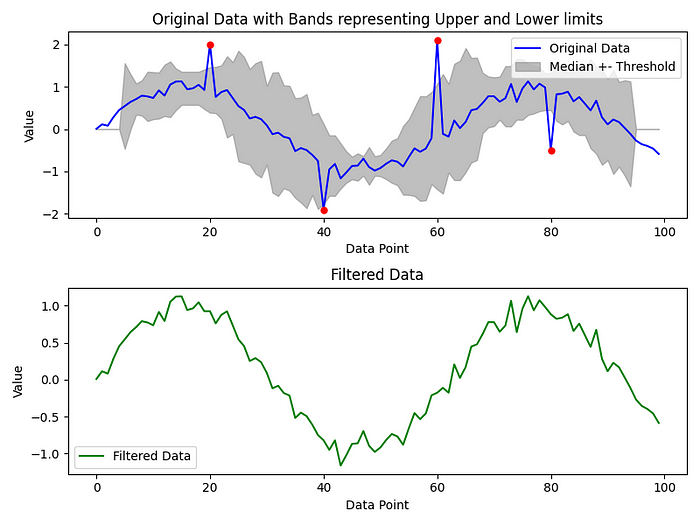 Original Data with Bands representing Upper and Lower limits
2
1
0
−1
−2
Value
Original Data
Median +- Threshold
0 20 40 60 80 100
Data Point
Filtered Data
1.0
0.5
0.0
−0.5
−1.0
Value
Filtered Data
0 20 40 60 80 100
Data Point